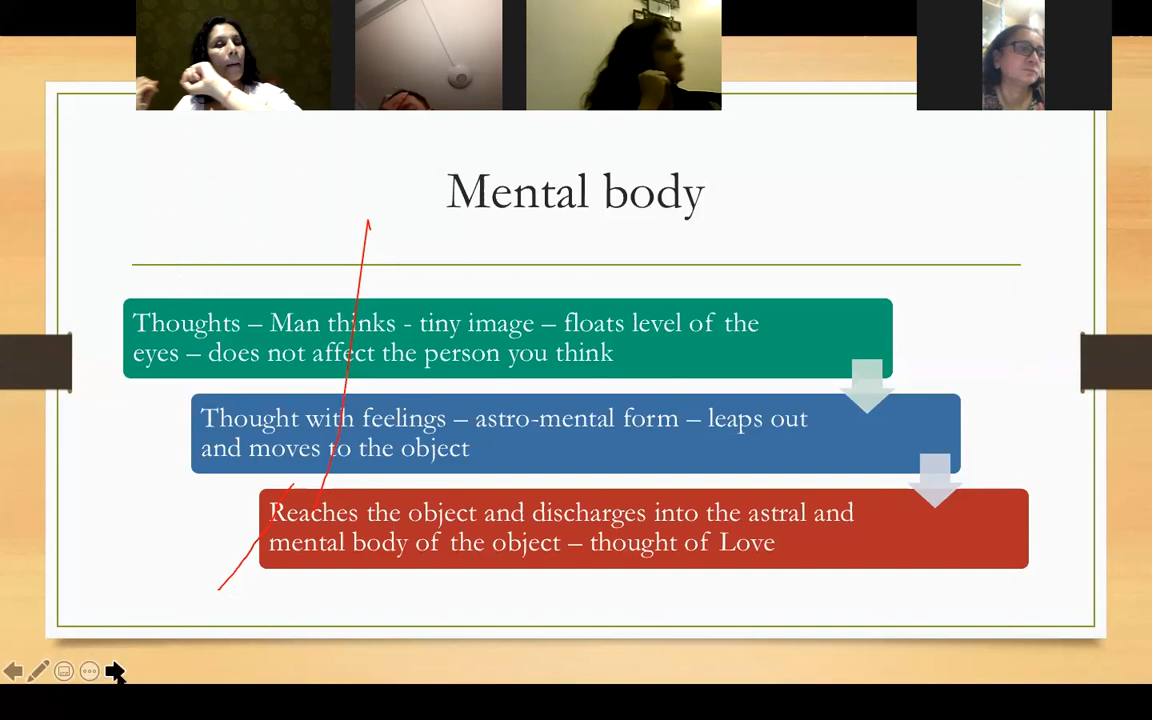 Mental body
Thoughts – Man thinks - tiny image – floats level of the
eyes – does not affect the person you think
Thought with feelings – astro-mental form – leaps out
and moves to the object
Reaches the object and discharges into the astral and
mental body of the object – thought of Love